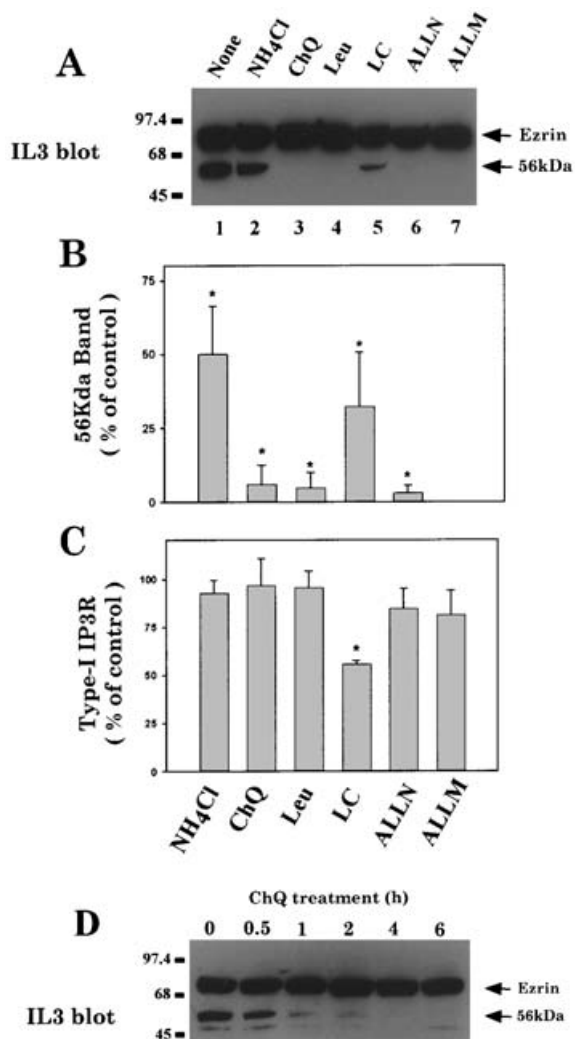 A
None NH4Cl ChQ Leu LC ALLN ALLM
97.4
Ezrin
IL3 blot
68
56kDa
45
1 2 3 4 5 6 7
B
75
50
25
0
56Kda Band
( % of control )
* * * * *
C
100
75
50
25
0
Type-I IP3R
( % of control )
*
NH4Cl ChQ Leu LC ALLN ALLM
ChQ treatment (h)
D
0 0.5 1 2 4 6
97.4
Ezrin
68
56kDa
IL3 blot
45